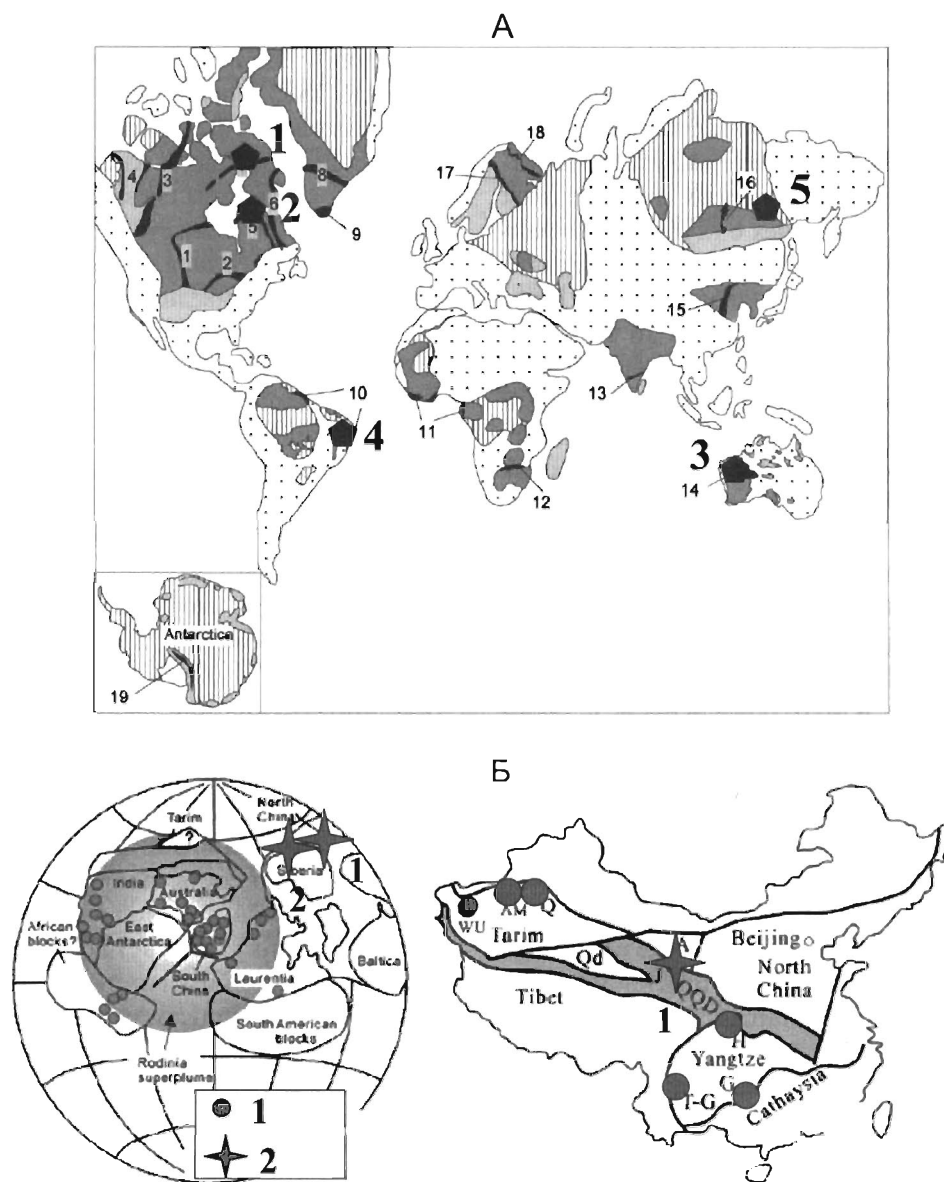 А
1
18
4
3
17
8
16
5
2
6
5
9
1
2
15
10
13
4
11
3
12
14
Antarctica
19
Б
North
China
Tarim
?
Siberia
1
India
Australia
2
African
blocks?
East
Antarctica
Baltica
South
China
Laurentia
South American
blocks
Rodinia
superplume
1
2
XM
Q
WU
Tarim
A
Beijing
Qd
J
North
China
Tibet
QQD
1
H
Yangtze
G
T-G
Cathaysia